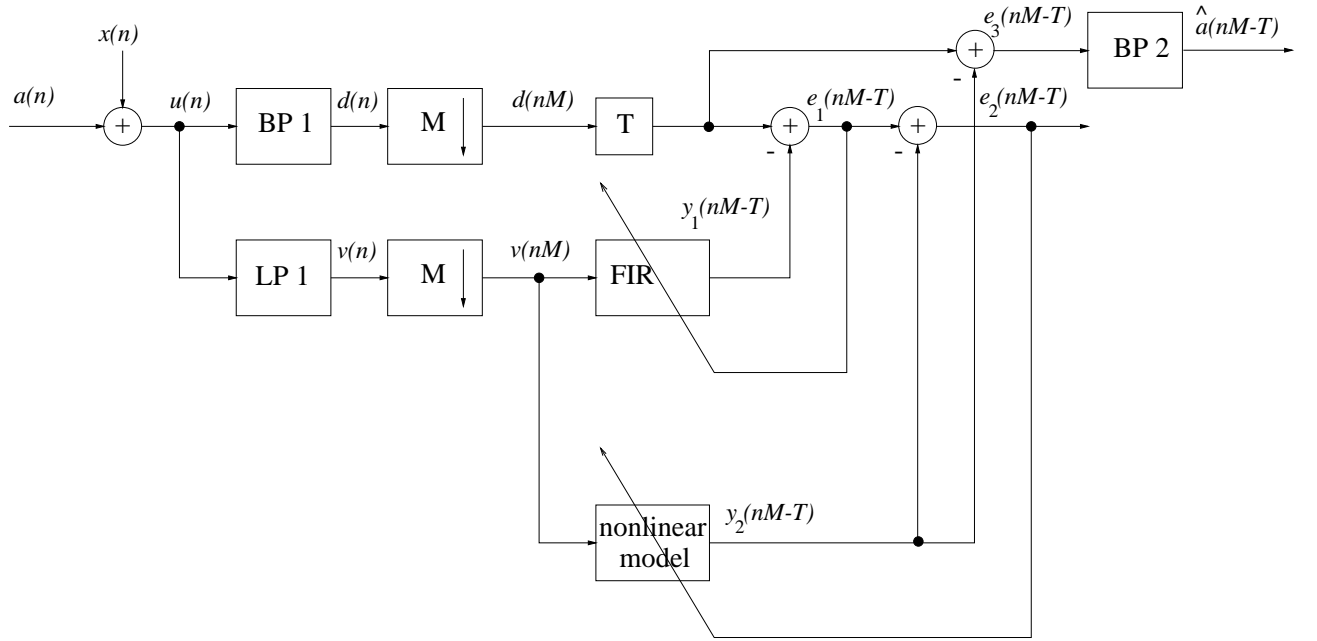 e₃(nM-T)
^
a(nM-T)
x(n)
+
-
BP 2
a(n)
u(n)
d(n)
d(nM)
e₁(nM-T)
e₂(nM-T)
+
BP 1
M
T
+
-
+
-
y₁(nM-T)
v(n)
v(nM)
LP 1
M
FIR
y₂(nM-T)
nonlinear
model